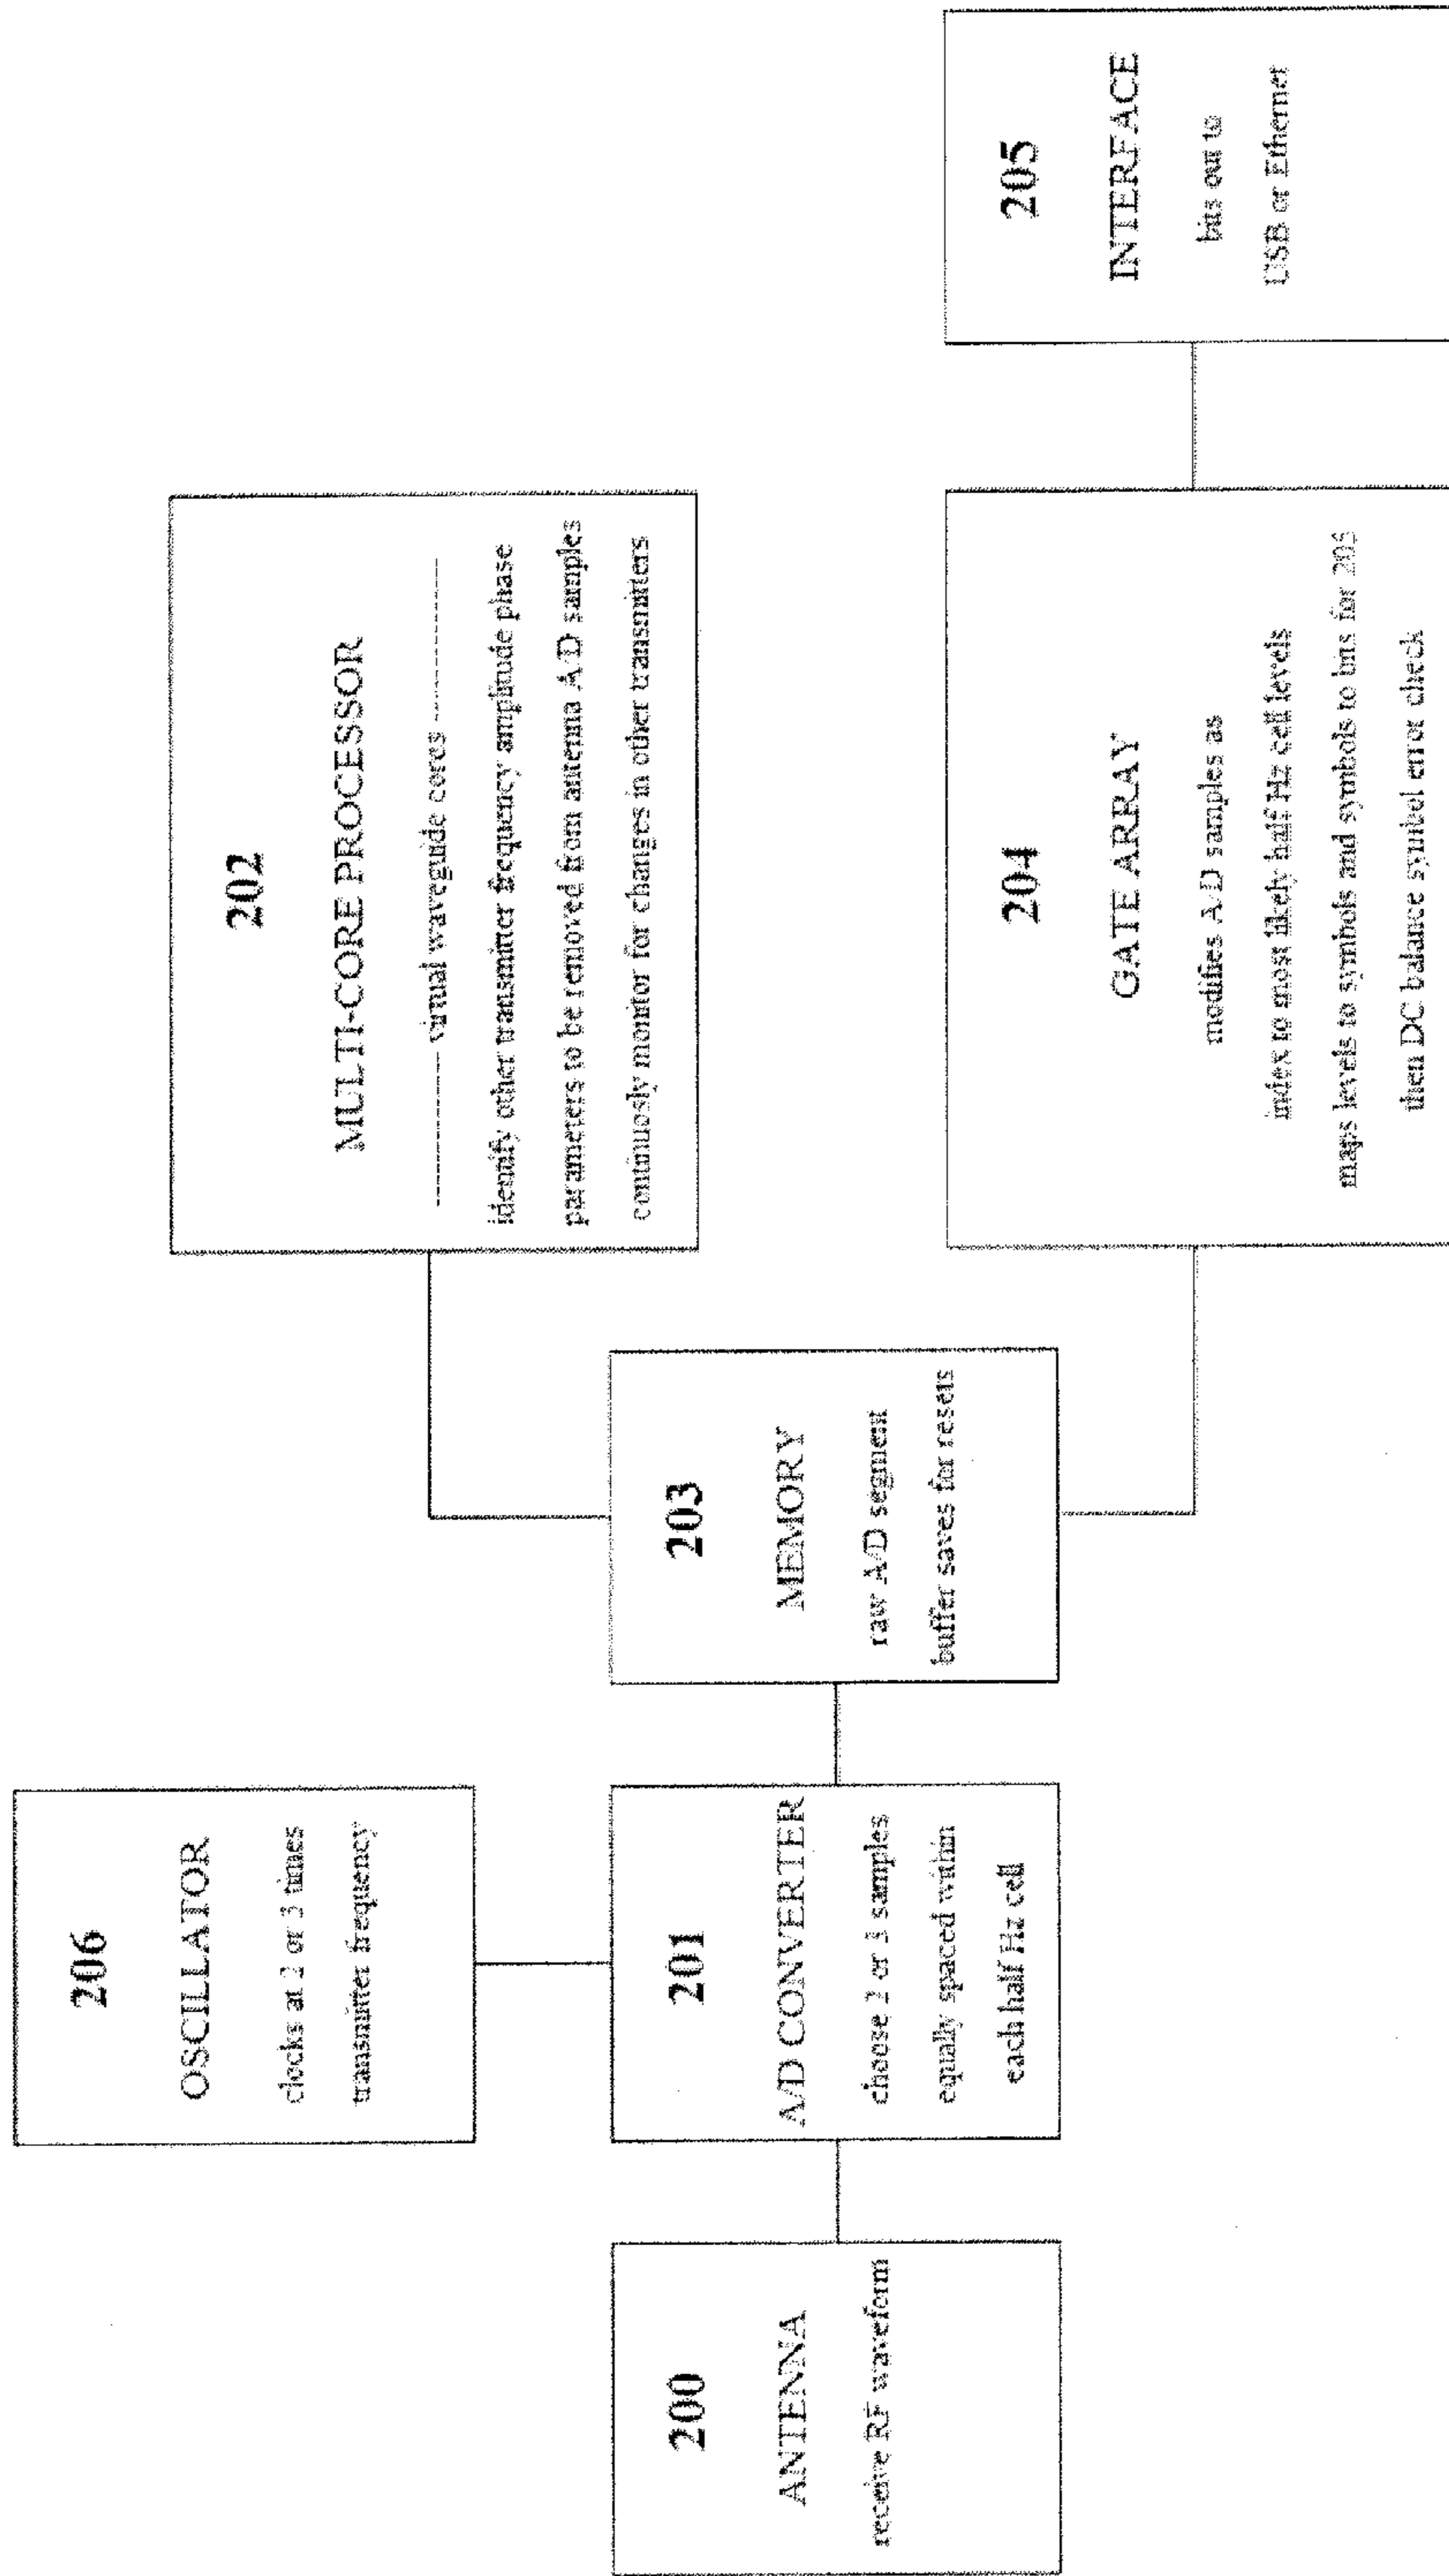 206
OSCILLATOR
clocks at 2 or 3 times
transmitter frequency
202
MULTI-CORE PROCESSOR
-------- virtual waveguide cores -----------
identify other transmitter frequency amplitude phase
parameters to be removed from antenna A/D samples
continuosly monitor for changes in other transmitters
200
ANTENNA
receive RF waveform
201
A/D CONVERTER
choose 2 or 3 samples
equally spaced within
each half Hz cell
203
MEMORY
raw A/D segment
buffer saves for resets
204
GATE ARRAY
modifies A/D samples as
index to most likely half Hz cell levels
maps levels to symbols and symbols to bits for 205
then DC balance symbol error check
205
INTERFACE
bits out to
USB or Ethernet